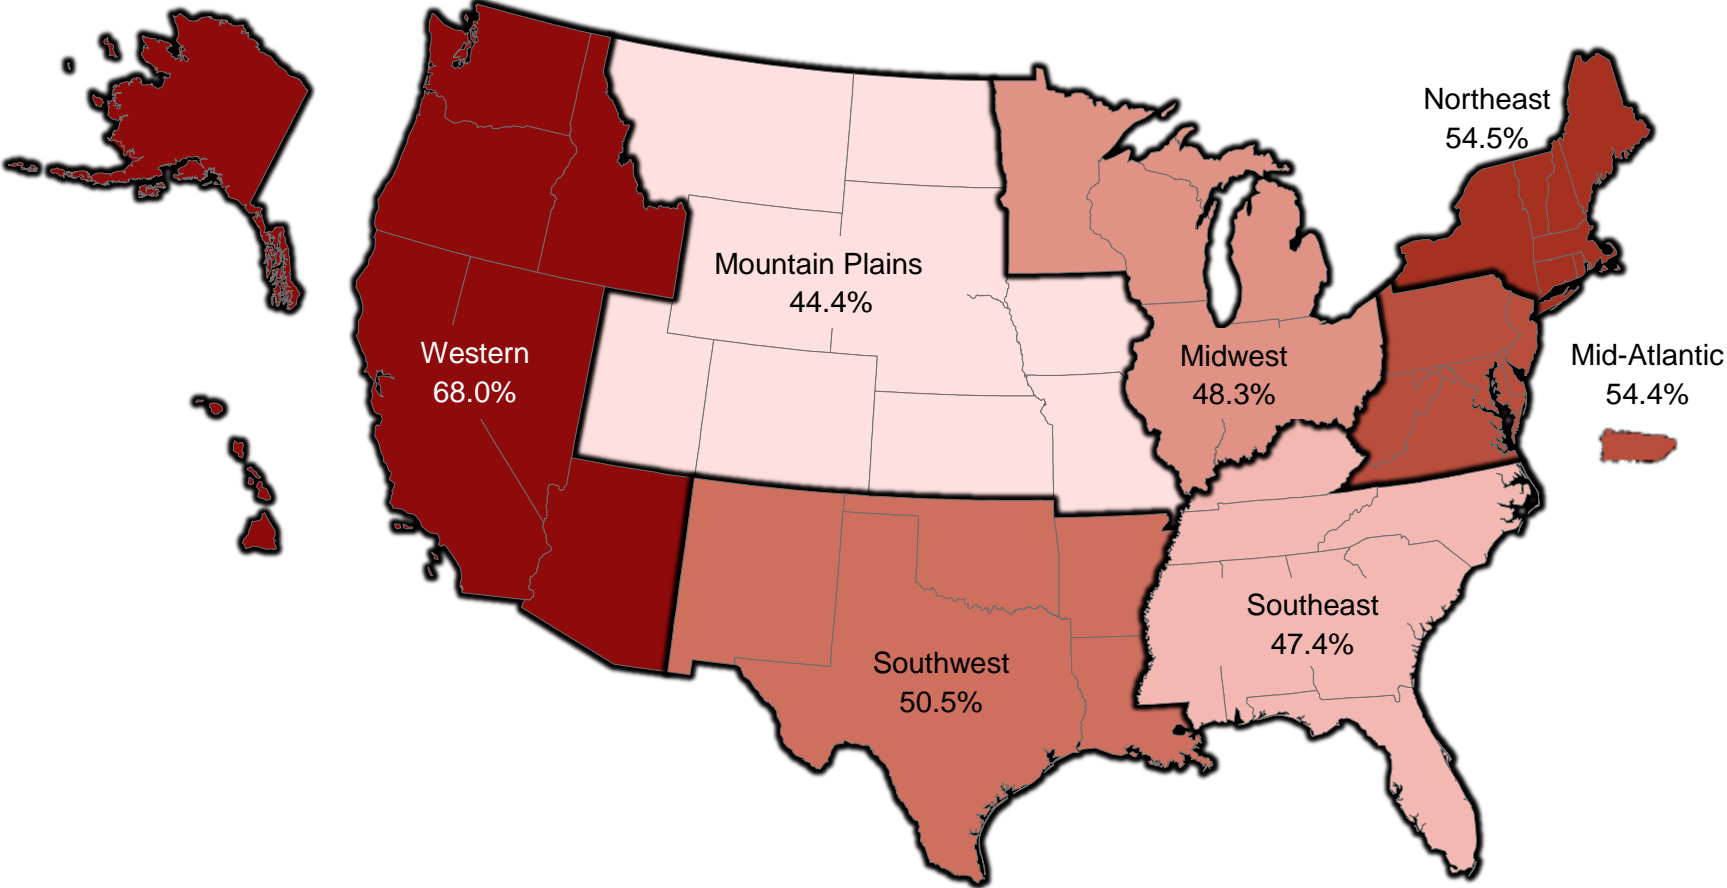 Northeast
54.5%
Mountain Plains
44.4%
Western
68.0%
Midwest
48.3%
Mid-Atlantic
54.4%
Southeast
47.4%
Southwest
50.5%